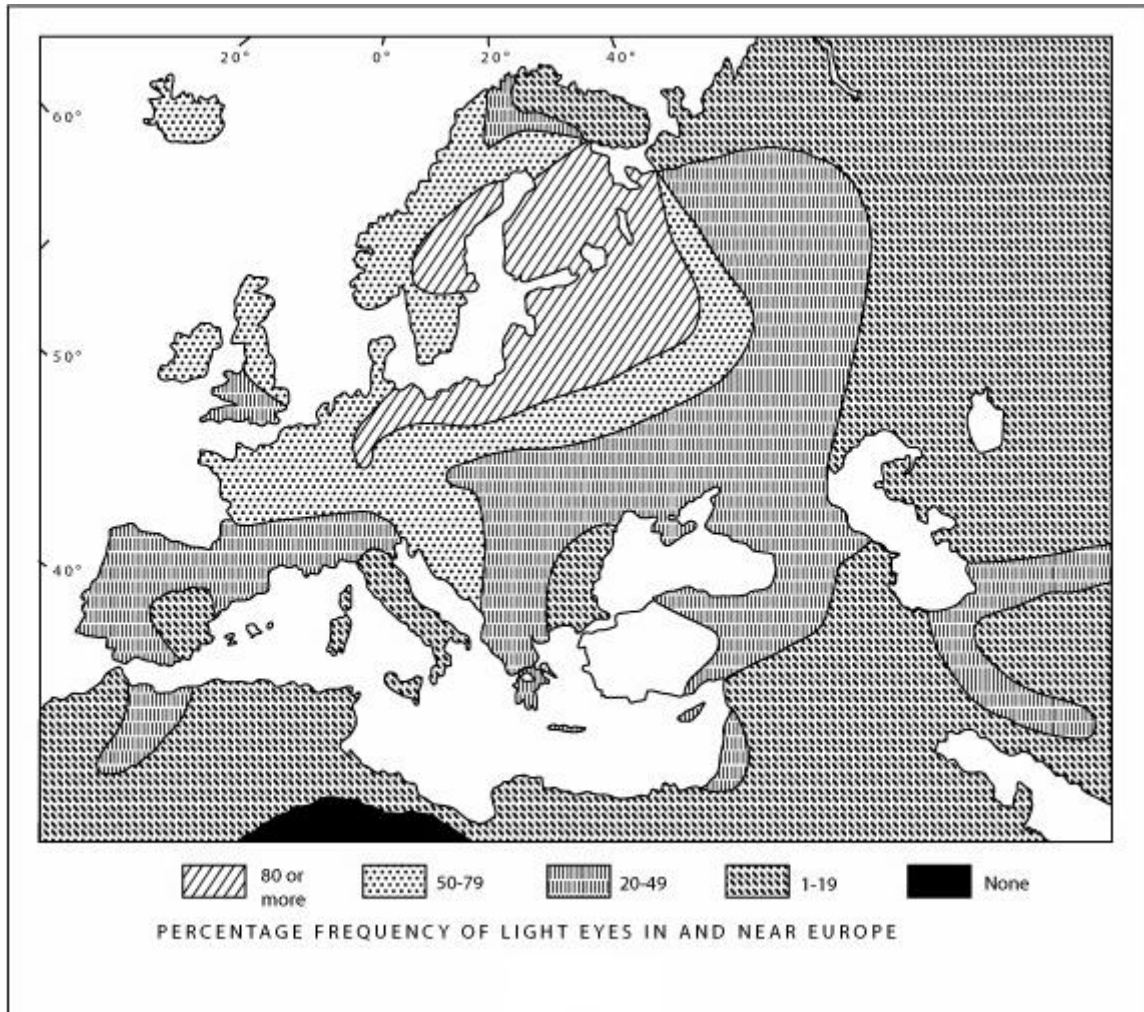 20° 0° 20° 40°
60°
50°
40°
80 or more
50-79
20-49
1-19
None
PERCENTAGE FREQUENCY OF LIGHT EYES IN AND NEAR EUROPE